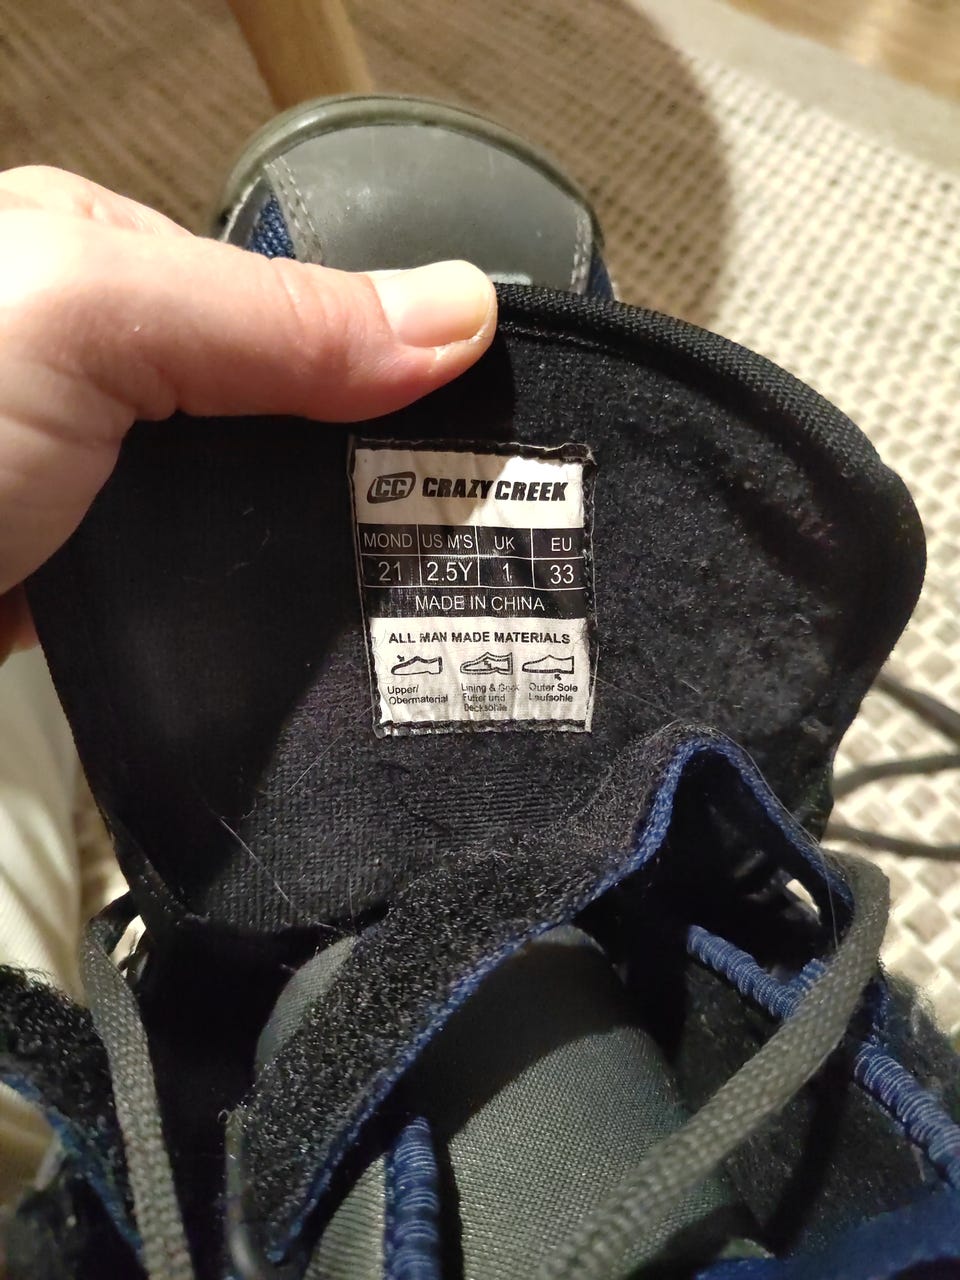 CC CRAZY CREEK
MOND US M'S UK EU
21 2.5Y 1 33
MADE IN CHINA
ALL MAN MADE MATERIALS
Upper/ Lining & Sock Outer Sole
Obermaterial Futter und Laufsohle
Decksohle